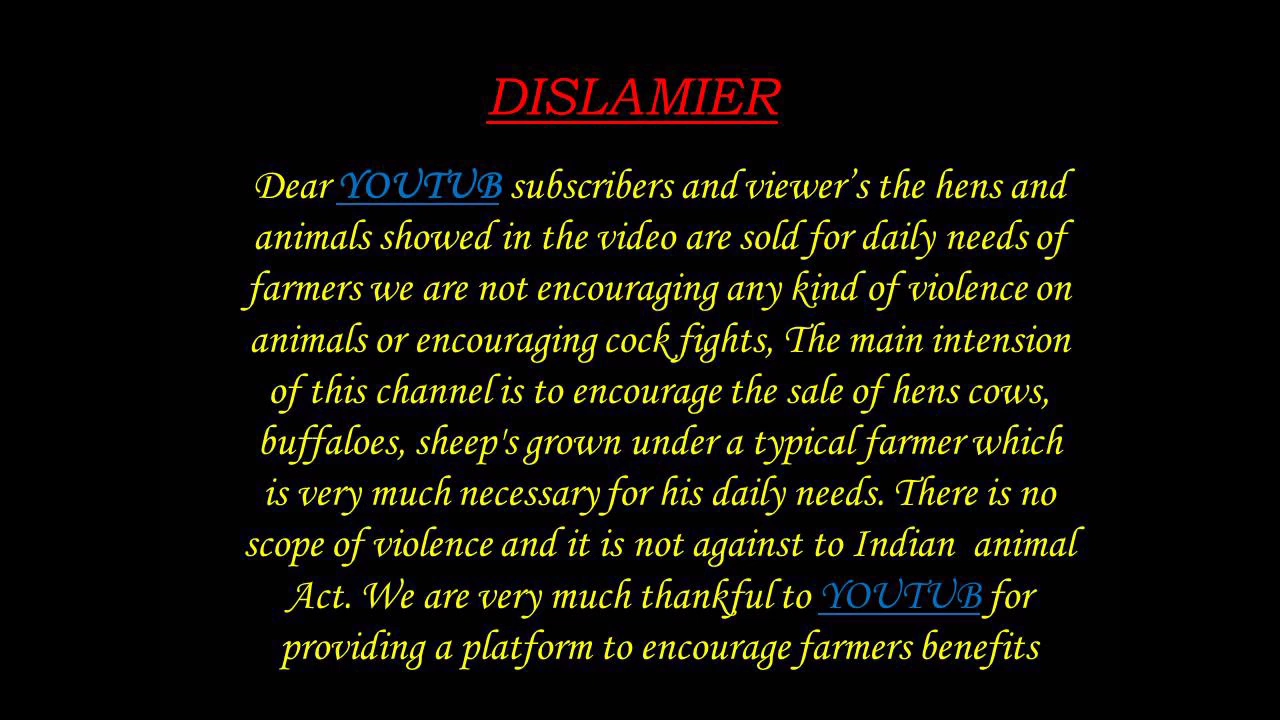 DISLAMIER
Dear YOUTUB subscribers and viewer’s the hens and
animals showed in the video are sold for daily needs of
farmers we are not encouraging any kind of violence on
animals or encouraging cock fights, The main intension
of this channel is to encourage the sale of hens cows,
buffaloes, sheep's grown under a typical farmer which
is very much necessary for his daily needs. There is no
scope of violence and it is not against to Indian  animal
Act. We are very much thankful to YOUTUB for
providing a platform to encourage farmers benefits